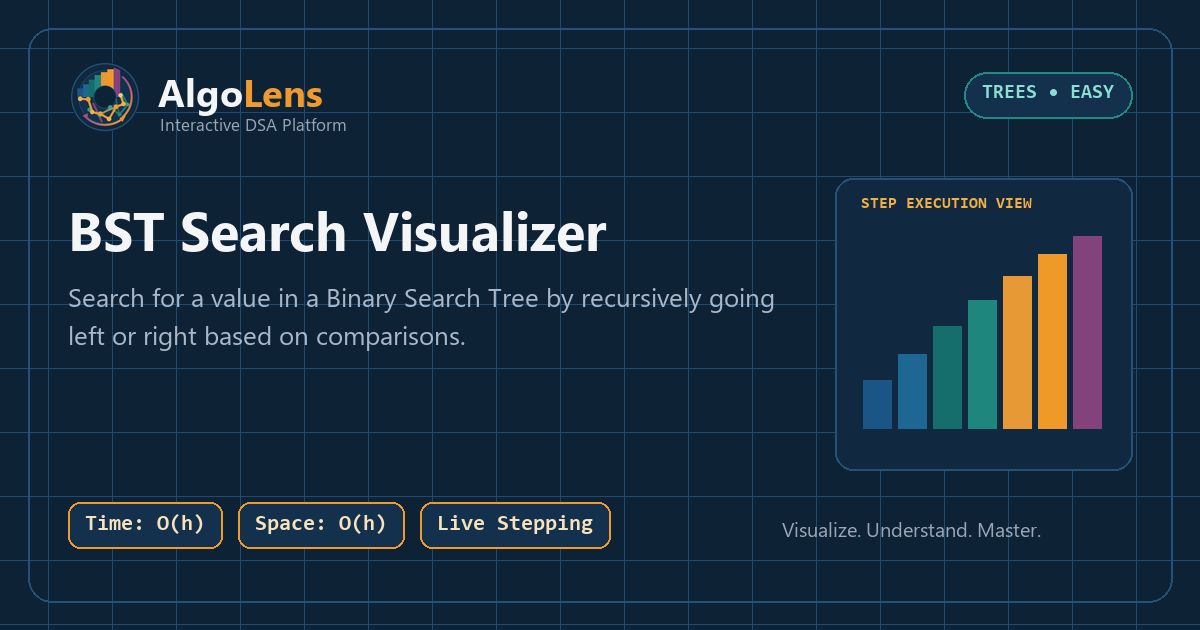 AlgoLens
Interactive DSA Platform
TREES • EASY
BST Search Visualizer
Search for a value in a Binary Search Tree by recursively going
left or right based on comparisons.
STEP EXECUTION VIEW
Time: O(h)
Space: O(h)
Live Stepping
Visualize. Understand. Master.